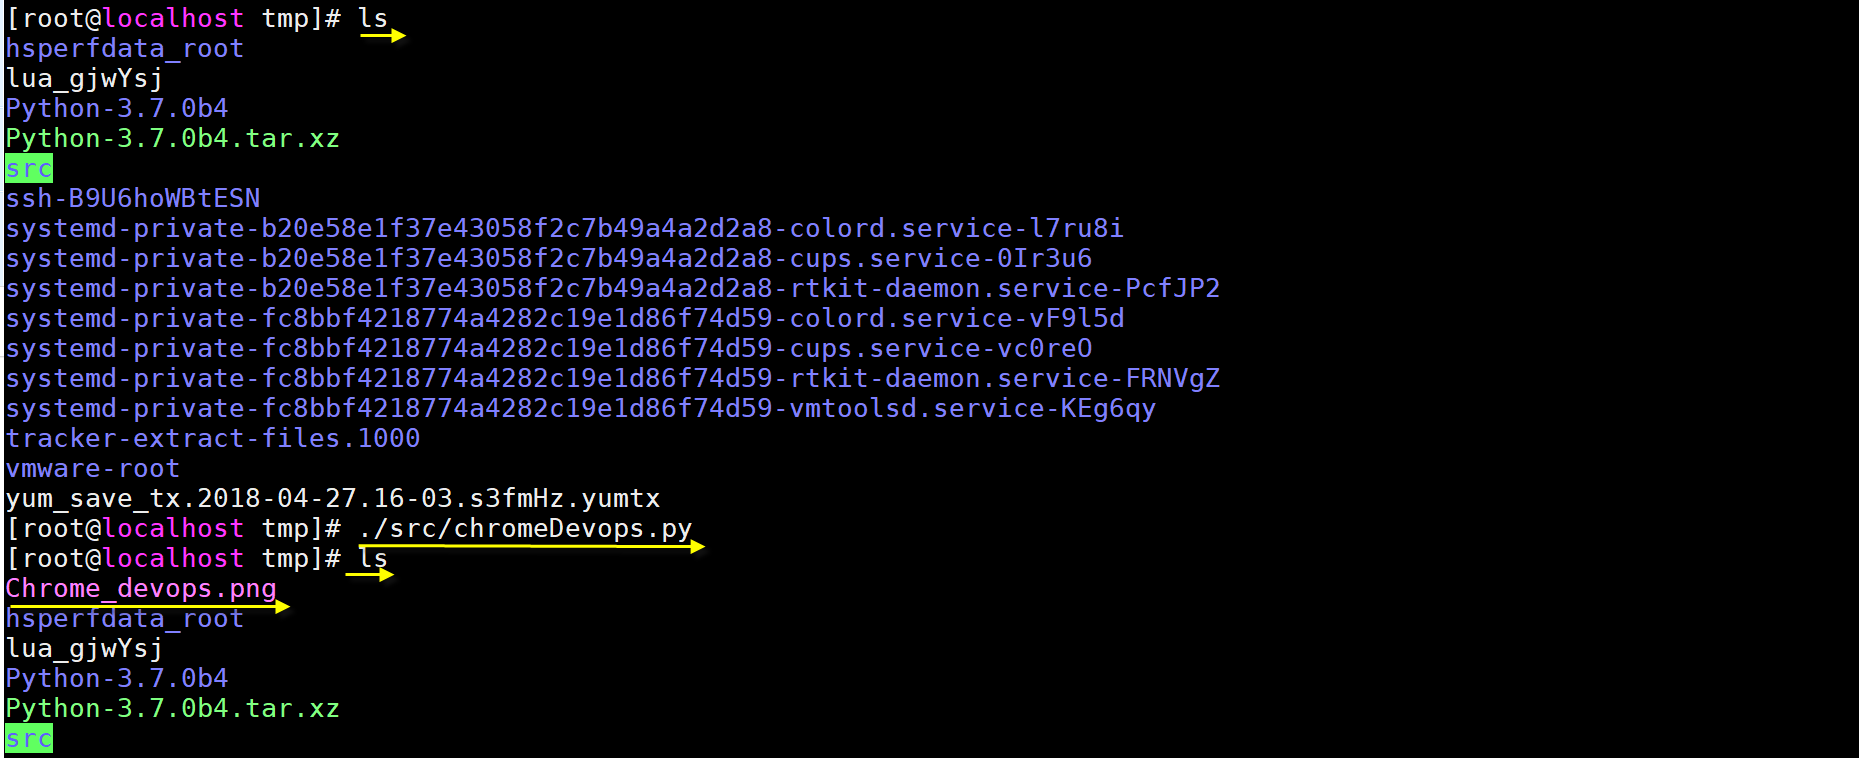 [root@localhost tmp]# ls
hsperfdata_root
lua_gjwYsj
Python-3.7.0b4
Python-3.7.0b4.tar.xz
src
ssh-B9U6hoWBtESN
systemd-private-b20e58e1f37e43058f2c7b49a4a2d2a8-colord.service-l7ru8i
systemd-private-b20e58e1f37e43058f2c7b49a4a2d2a8-cups.service-0Ir3u6
systemd-private-b20e58e1f37e43058f2c7b49a4a2d2a8-rtkit-daemon.service-PcfJP2
systemd-private-fc8bbf4218774a4282c19e1d86f74d59-colord.service-vF9l5d
systemd-private-fc8bbf4218774a4282c19e1d86f74d59-cups.service-vc0reO
systemd-private-fc8bbf4218774a4282c19e1d86f74d59-rtkit-daemon.service-FRNVgZ
systemd-private-fc8bbf4218774a4282c19e1d86f74d59-vmtoolsd.service-KEg6qy
tracker-extract-files.1000
vmware-root
yum_save_tx.2018-04-27.16-03.s3fmHz.yumtx
[root@localhost tmp]# ./src/chromeDevops.py
[root@localhost tmp]# ls
Chrome_devops.png
hsperfdata_root
lua_gjwYsj
Python-3.7.0b4
Python-3.7.0b4.tar.xz
src